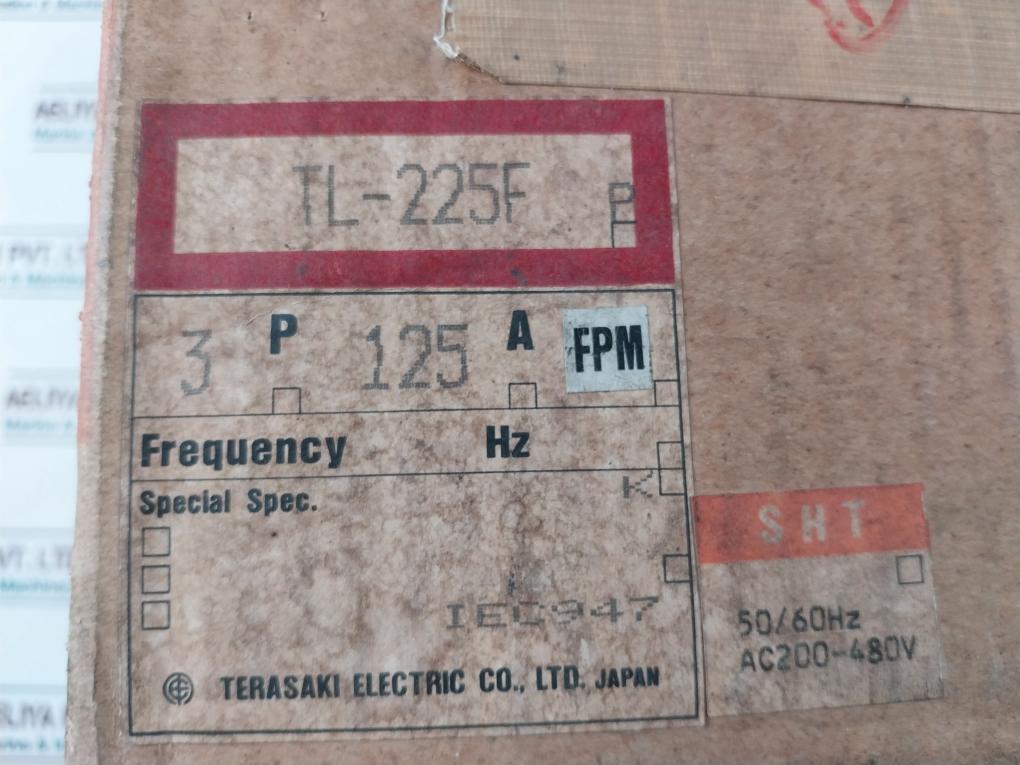 TL-225F
P
3 P 125 A FPM
Frequency Hz
Special Spec.
K
IEC947
TERASAKI ELECTRIC CO., LTD. JAPAN
SHT
50/60Hz
AC200-480V